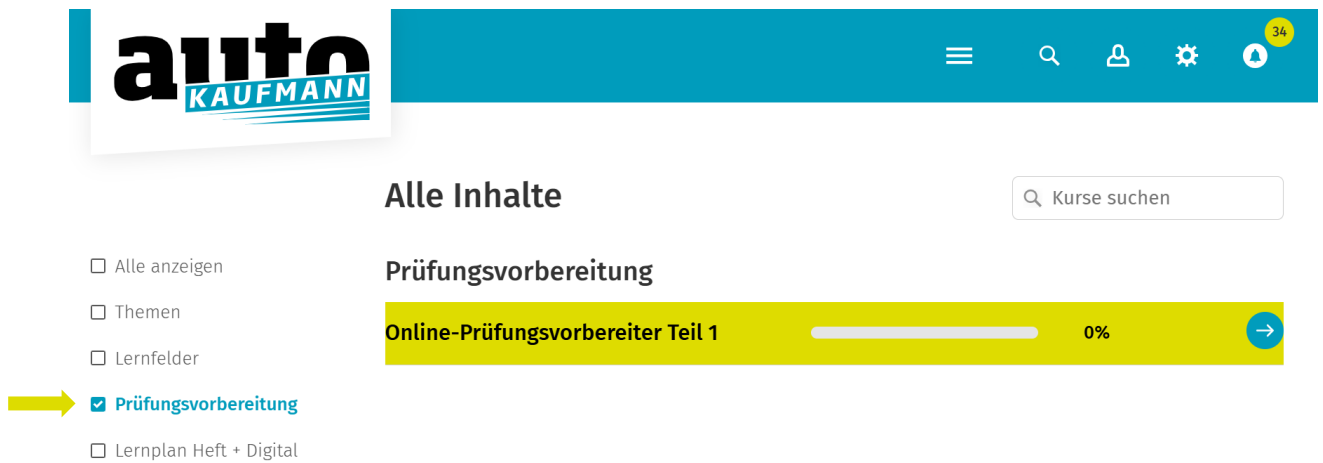 auto
KAUFMANN
34
Alle Inhalte
Kurse suchen
Alle anzeigen
Themen
Lernfelder
Prüfungsvorbereitung
Lernplan Heft + Digital
Prüfungsvorbereitung
Online-Prüfungsvorbereiter Teil 1 0%